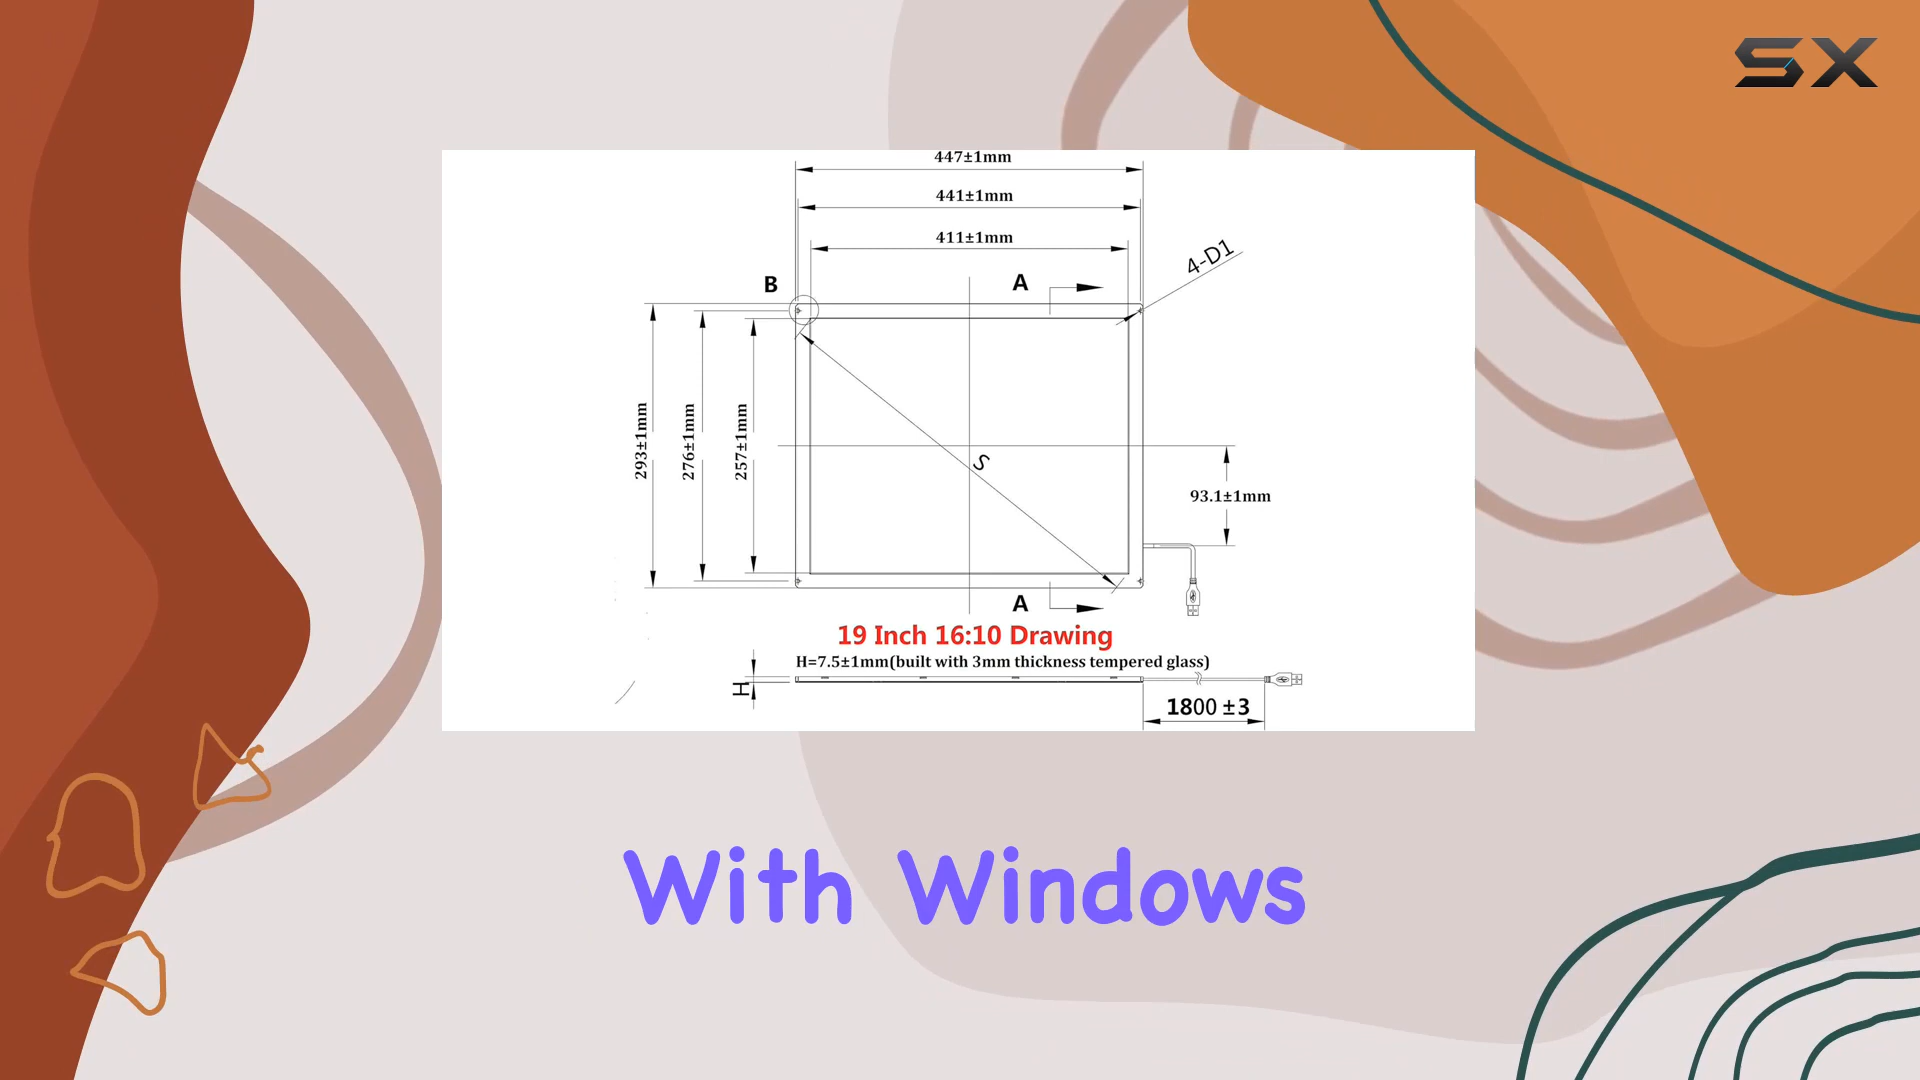 SX
447±1mm
441±1mm
411±1mm
4-D1
B
A
293±1mm
276±1mm
257±1mm
S
93.1±1mm
A
19 Inch 16:10 Drawing
H=7.5±1mm(built with 3mm thickness tempered glass)
H
1800 ±3
With Windows